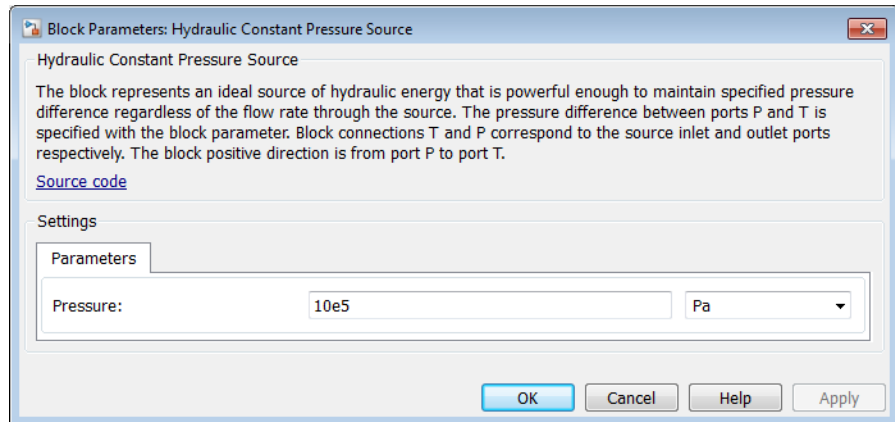 Block Parameters: Hydraulic Constant Pressure Source
Hydraulic Constant Pressure Source
The block represents an ideal source of hydraulic energy that is powerful enough to maintain specified pressure
difference regardless of the flow rate through the source. The pressure difference between ports P and T is
specified with the block parameter. Block connections T and P correspond to the source inlet and outlet ports
respectively. The block positive direction is from port P to port T.
Source code
Settings
Parameters
Pressure: 10e5 Pa
OK Cancel Help Apply